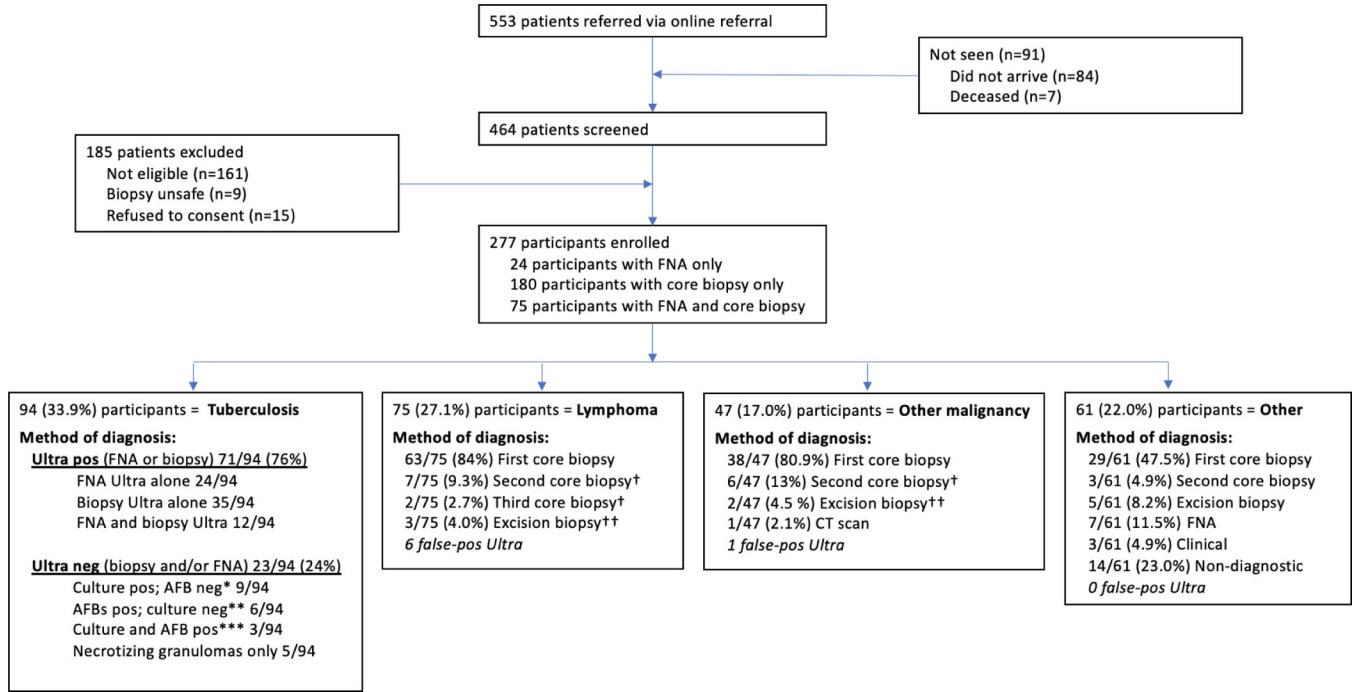 553 patients referred via online referral
Not seen (n=91)
Did not arrive (n=84)
Deceased (n=7)
464 patients screened
185 patients excluded
Not eligible (n=161)
Biopsy unsafe (n=9)
Refused to consent (n=15)
277 participants enrolled
24 participants with FNA only
180 participants with core biopsy only
75 participants with FNA and core biopsy
94 (33.9%) participants = Tuberculosis
Method of diagnosis:
Ultra pos (FNA or biopsy) 71/94 (76%)
FNA Ultra alone 24/94
Biopsy Ultra alone 35/94
FNA and biopsy Ultra 12/94
Ultra neg (biopsy and/or FNA) 23/94 (24%)
Culture pos; AFB neg* 9/94
AFBs pos; culture neg** 6/94
Culture and AFB pos*** 3/94
Necrotizing granulomas only 5/94
75 (27.1%) participants = Lymphoma
Method of diagnosis:
63/75 (84%) First core biopsy
7/75 (9.3%) Second core biopsy†
2/75 (2.7%) Third core biopsy†
3/75 (4.0%) Excision biopsy††
6 false-pos Ultra
47 (17.0%) participants = Other malignancy
Method of diagnosis:
38/47 (80.9%) First core biopsy
6/47 (13%) Second core biopsy†
2/47 (4.5 %) Excision biopsy††
1/47 (2.1%) CT scan
1 false-pos Ultra
61 (22.0%) participants = Other
Method of diagnosis:
29/61 (47.5%) First core biopsy
3/61 (4.9%) Second core biopsy
5/61 (8.2%) Excision biopsy
7/61 (11.5%) FNA
3/61 (4.9%) Clinical
14/61 (23.0%) Non-diagnostic
0 false-pos Ultra